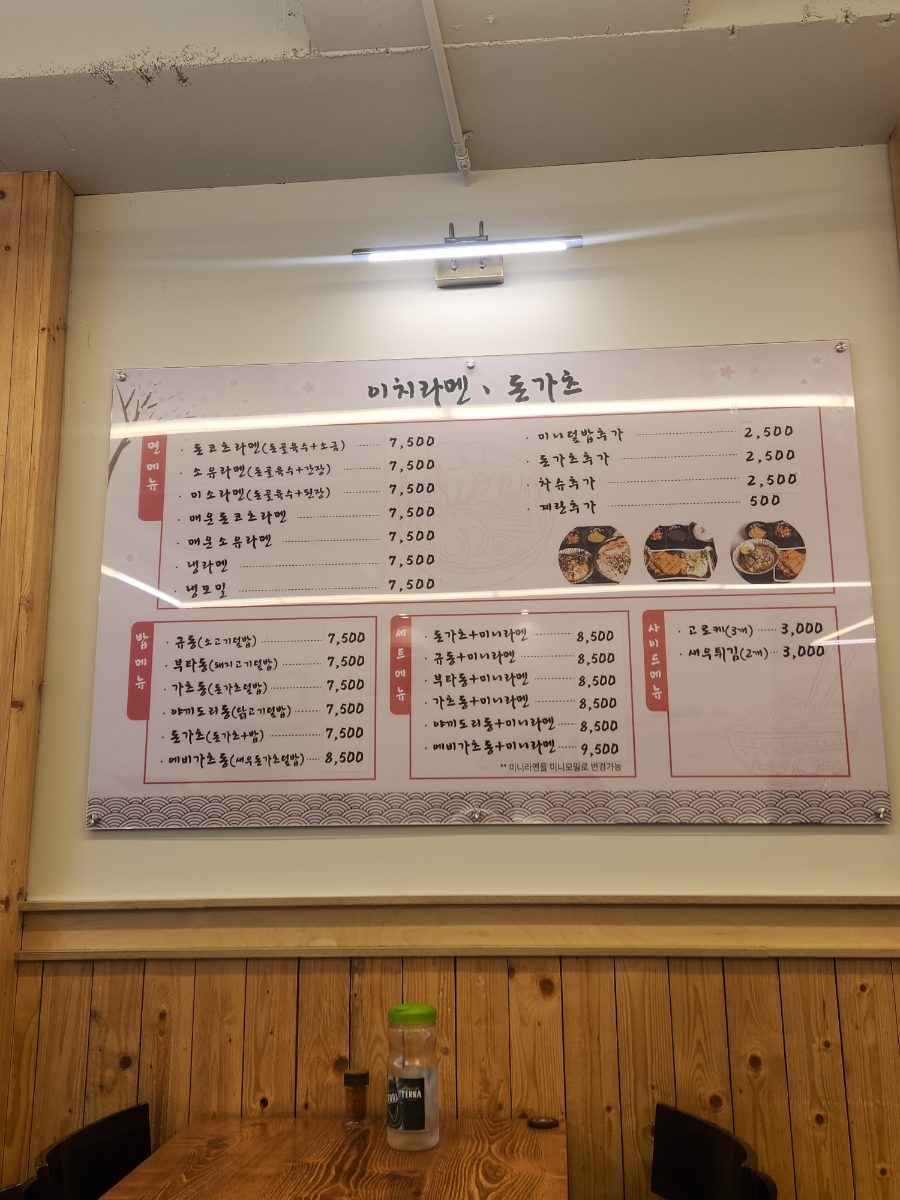 이치라멘、돈가츠
면메뉴
· 돈코츠라멘(돈골육수+소금) 7,500
· 소유라멘(돈골육수+간장) 7,500
· 미소라멘(돈골육수+된장) 7,500
· 매운돈코츠라멘 7,500
· 매운소유라멘 7,500
· 냉라멘 7,500
· 냉모밀 7,500
· 미니덮밥추가 2,500
· 돈가츠추가 2,500
· 차슈추가 2,500
· 계란추가 500
밥메뉴
· 규동(소고기덮밥) 7,500
· 부타동(돼지고기덮밥) 7,500
· 가츠동(돈가츠덮밥) 7,500
· 야끼도리동(닭고기덮밥) 7,500
· 돈가츠(돈가츠+밥) 7,500
· 에비가츠동(새우돈가츠덮밥) 8,500
세트메뉴
· 돈가츠+미니라멘 8,500
· 규동+미니라멘 8,500
· 부타동+미니라멘 8,500
· 가츠동+미니라멘 8,500
· 야끼도리동+미니라멘 8,500
· 에비가츠동+미니라멘 9,500
** 미니라멘을 미니모밀로 변경가능
사이드메뉴
· 고로케(3개) 3,000
· 새우튀김(2개) 3,000
TERRA